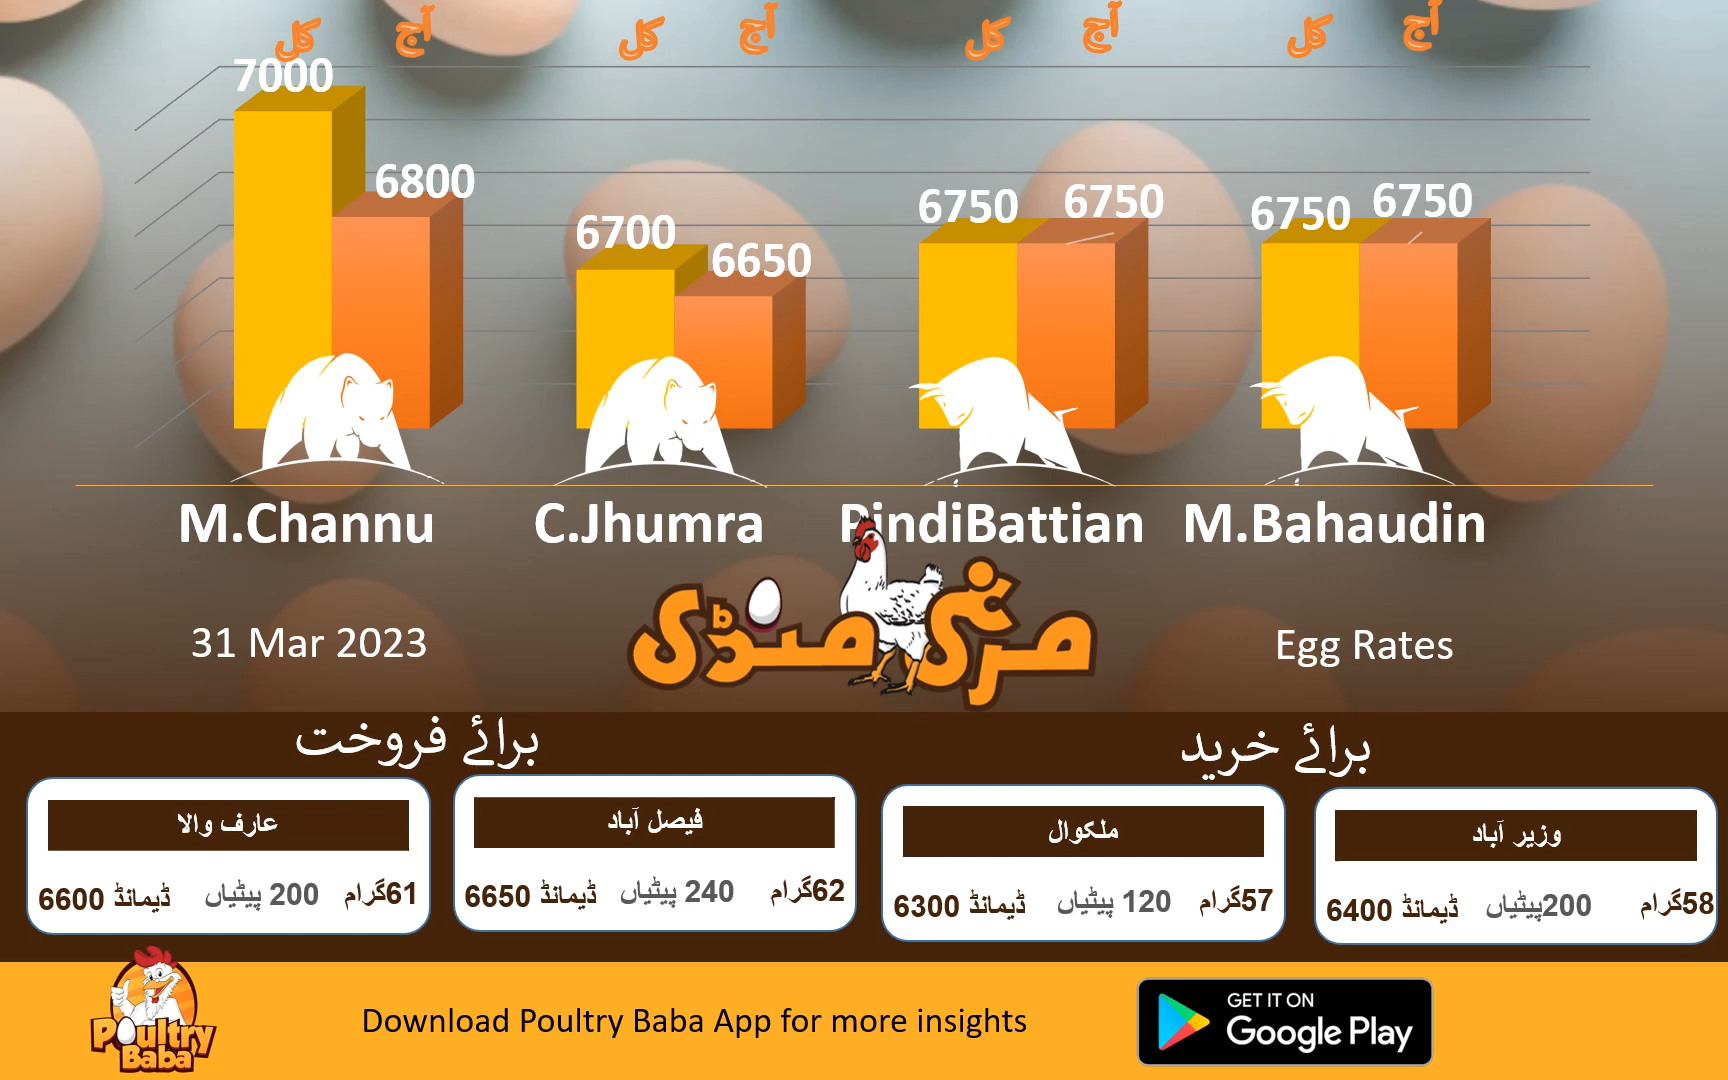 کل آج کل آج کل آج کل آج
7000 6800 6700 6650 6750 6750 6750 6750
M.Channu C.Jhumra PindiBattian M.Bahaudin
31 Mar 2023
مرغی منڈی
Egg Rates
برائے فروخت
برائے خرید
عارف والا
61گرام 200 پیٹیاں ڈیمانڈ 6600
فیصل آباد
62گرام 240 پیٹیاں ڈیمانڈ 6650
ملکوال
57گرام 120 پیٹیاں ڈیمانڈ 6300
وزیر آباد
58گرام 200پیٹیاں ڈیمانڈ 6400
Poultry
Baba
Download Poultry Baba App for more insights
GET IT ON
Google Play